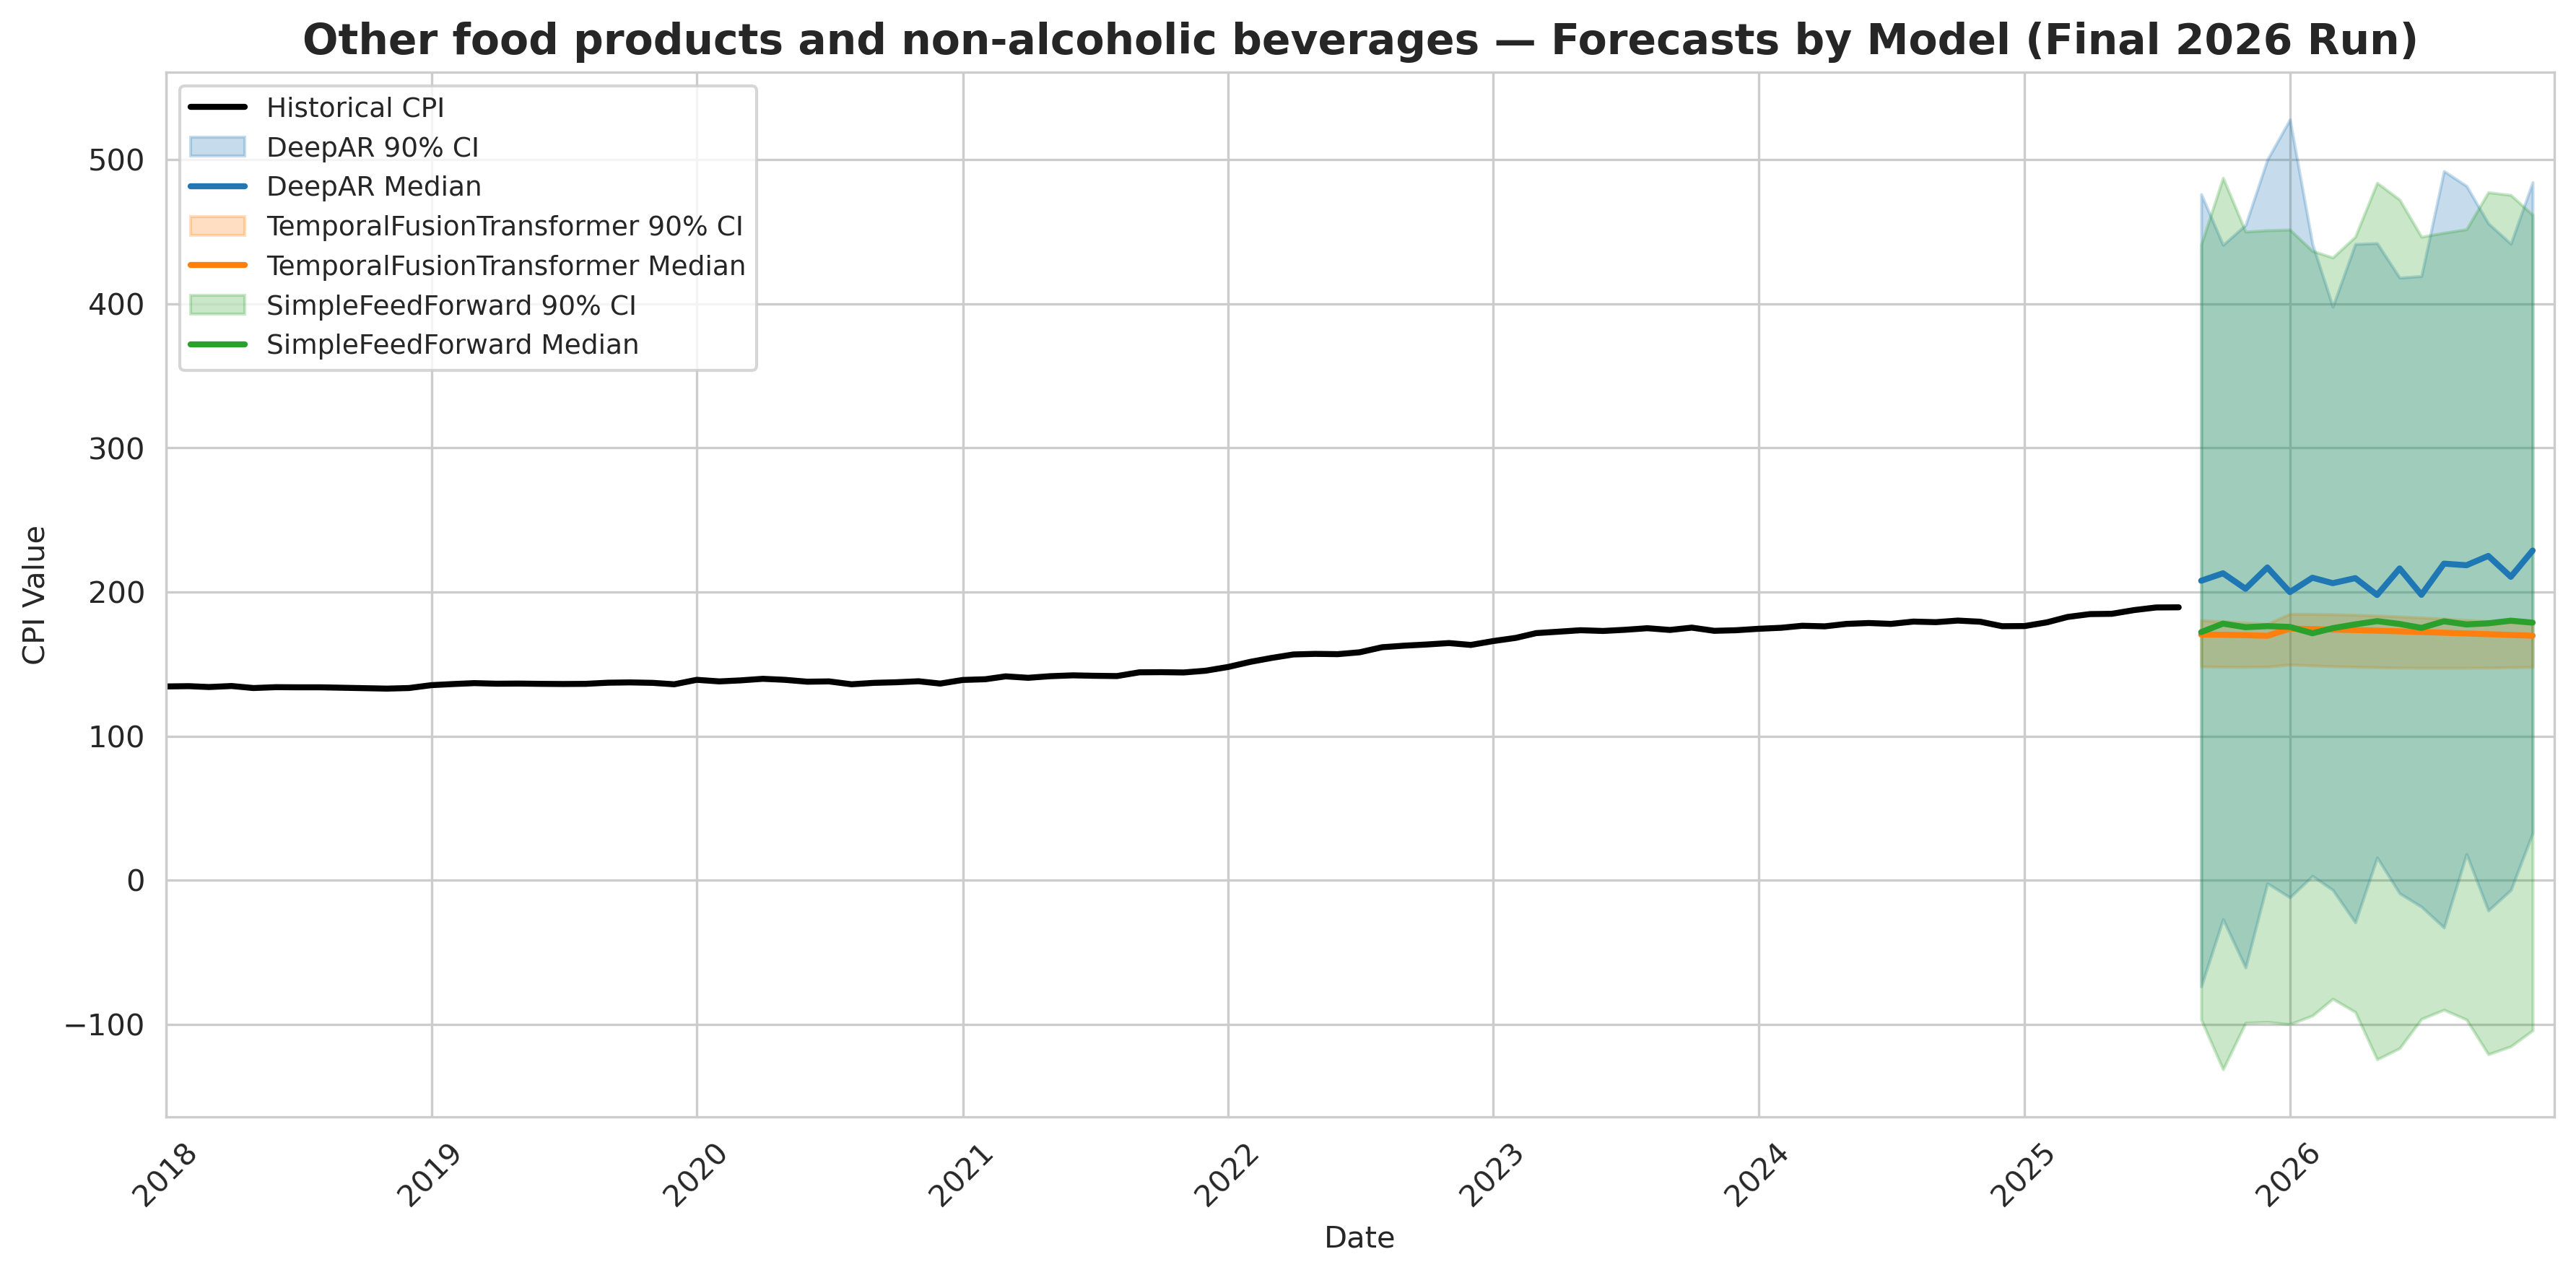 Other food products and non-alcoholic beverages — Forecasts by Model (Final 2026 Run)
Historical CPI
DeepAR 90% CI
DeepAR Median
TemporalFusionTransformer 90% CI
TemporalFusionTransformer Median
SimpleFeedForward 90% CI
SimpleFeedForward Median
CPI Value
500
400
300
200
100
0
−100
2018
2019
2020
2021
2022
2023
2024
2025
2026
Date